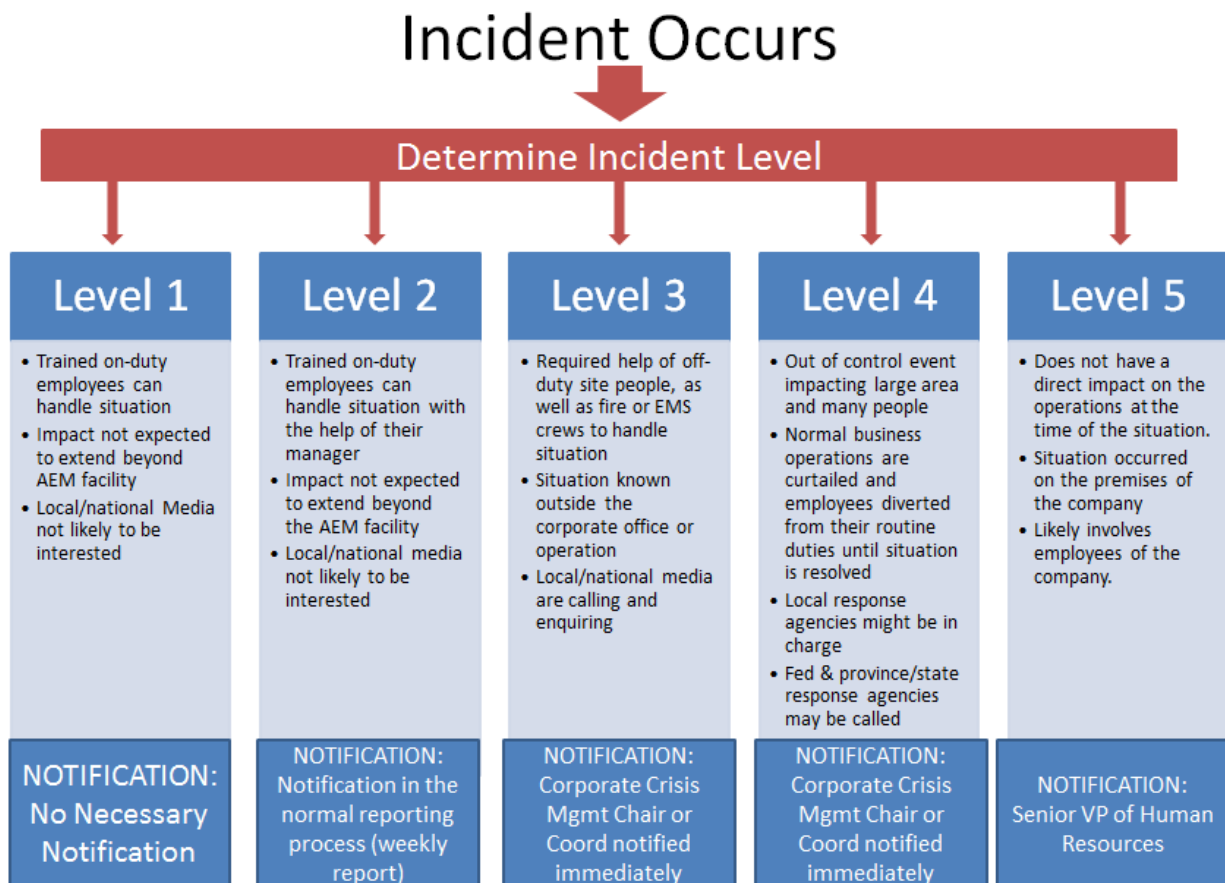 Incident Occurs
Determine Incident Level
Level 1
• Trained on-duty
employees can
handle situation
• Impact not expected
to extend beyond
AEM facility
• Local/national Media
not likely to be
interested
NOTIFICATION:
No Necessary
Notification
Level 2
• Trained on-duty
employees can
handle situation with
the help of their
manager
• Impact not expected
to extend beyond
the AEM facility
• Local/national media
not likely to be
interested
NOTIFICATION:
Notification in the
normal reporting
process (weekly
report)
Level 3
• Required help of off-
duty site people, as
well as fire or EMS
crews to handle
situation
• Situation known
outside the
corporate office or
operation
• Local/national media
are calling and
enquiring
NOTIFICATION:
Corporate Crisis
Mgmt Chair or
Coord notified
immediately
Level 4
• Out of control event
impacting large area
and many people
• Normal business
operations are
curtailed and
employees diverted
from their routine
duties until situation
is resolved
• Local response
agencies might be in
charge
• Fed & province/state
response agencies
may be called
NOTIFICATION:
Corporate Crisis
Mgmt Chair or
Coord notified
immediately
Level 5
• Does not have a
direct impact on the
operations at the
time of the situation.
• Situation occurred
on the premises of
the company
• Likely involves
employees of the
company.
NOTIFICATION:
Senior VP of Human
Resources